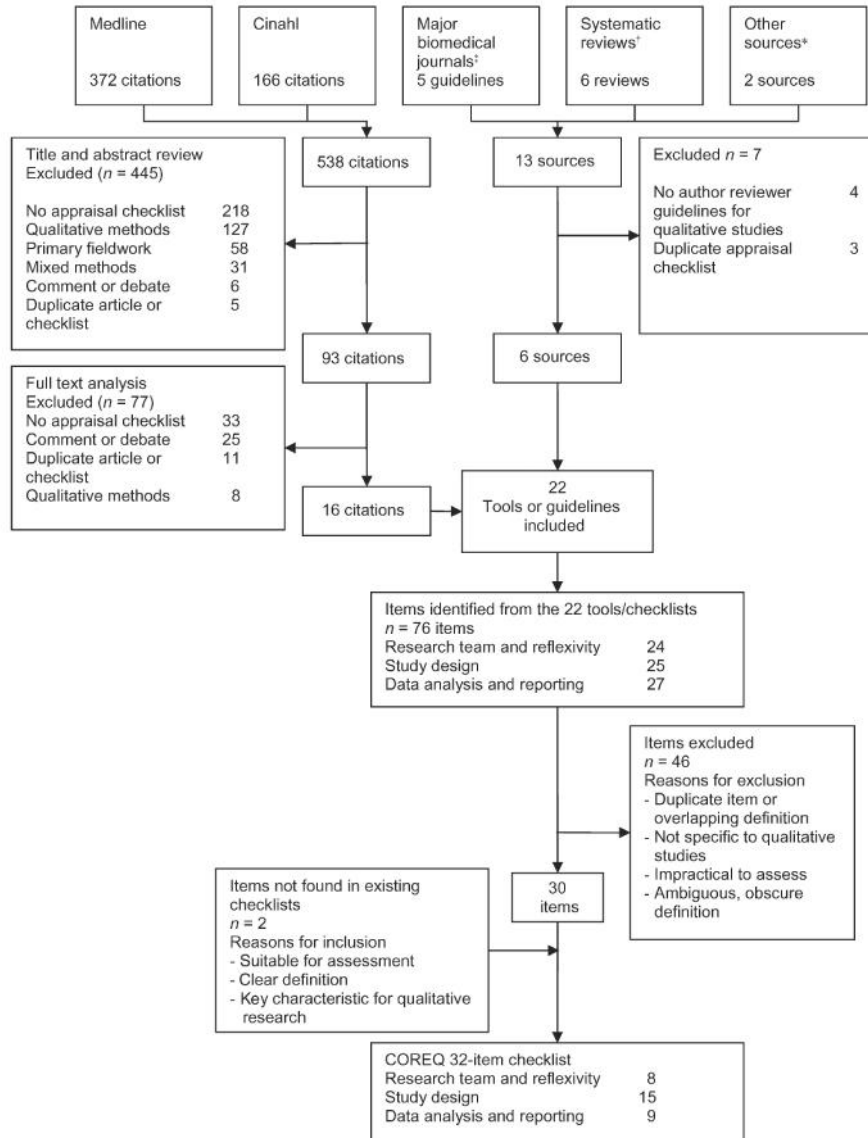 Medline
372 citations
Cinahl
166 citations
Major
biomedical
journals‡
5 guidelines
Systematic
reviews†
6 reviews
Other
sources*
2 sources
Title and abstract review
Excluded (n = 445)
No appraisal checklist 218
Qualitative methods 127
Primary fieldwork 58
Mixed methods 31
Comment or debate 6
Duplicate article or 5
checklist
538 citations
13 sources
Excluded n = 7
No author reviewer 4
guidelines for
qualitative studies
Duplicate appraisal 3
checklist
93 citations
6 sources
Full text analysis
Excluded (n = 77)
No appraisal checklist 33
Comment or debate 25
Duplicate article or 11
checklist
Qualitative methods 8
16 citations
22
Tools or guidelines
included
Items identified from the 22 tools/checklists
n = 76 items
Research team and reflexivity 24
Study design 25
Data analysis and reporting 27
Items excluded
n = 46
Reasons for exclusion
- Duplicate item or
overlapping definition
- Not specific to qualitative
studies
- Impractical to assess
- Ambiguous, obscure
definition
30
items
Items not found in existing
checklists
n = 2
Reasons for inclusion
- Suitable for assessment
- Clear definition
- Key characteristic for qualitative
research
COREQ 32-item checklist
Research team and reflexivity 8
Study design 15
Data analysis and reporting 9